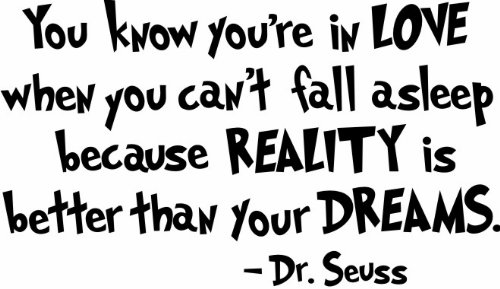 You know you're in LOVE
when you can't fall asleep
because REALITY is
better than your DREAMS.
- Dr. Seuss